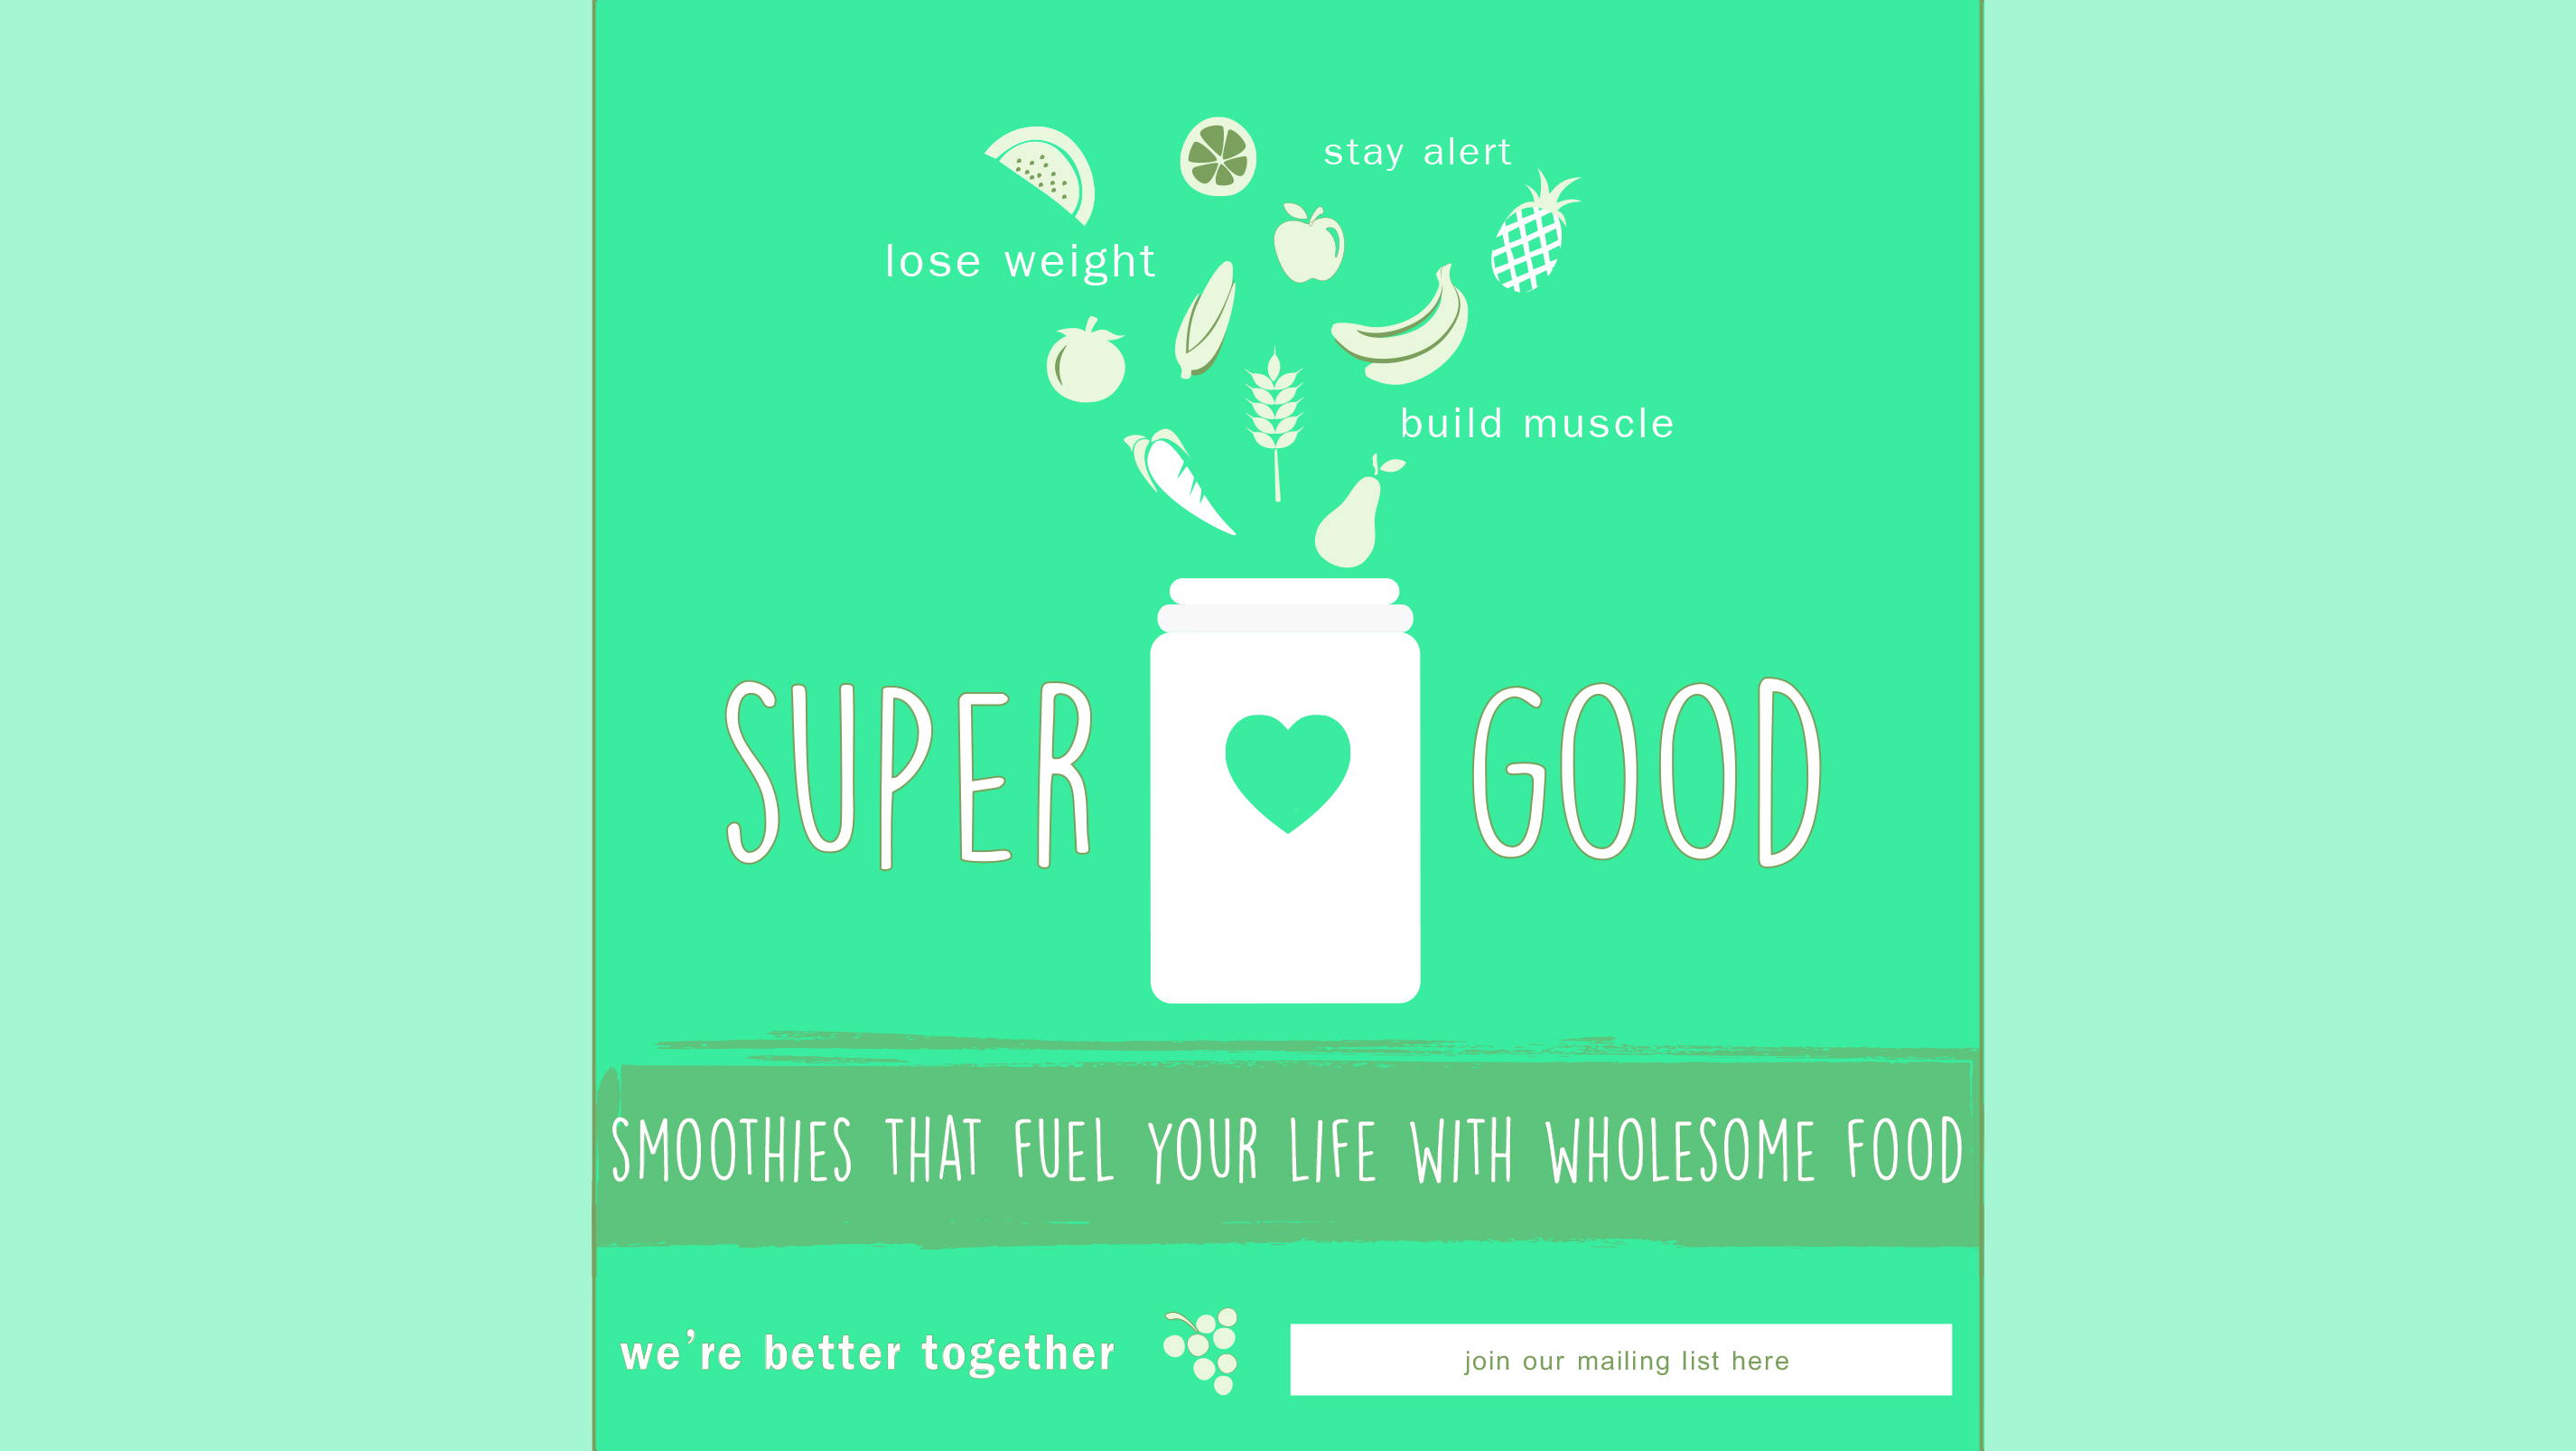 stay alert
lose weight
build muscle
SUPER GOOD
SMOOTHIES THAT FUEL YOUR LIFE WITH WHOLESOME FOOD
we're better together
join our mailing list here